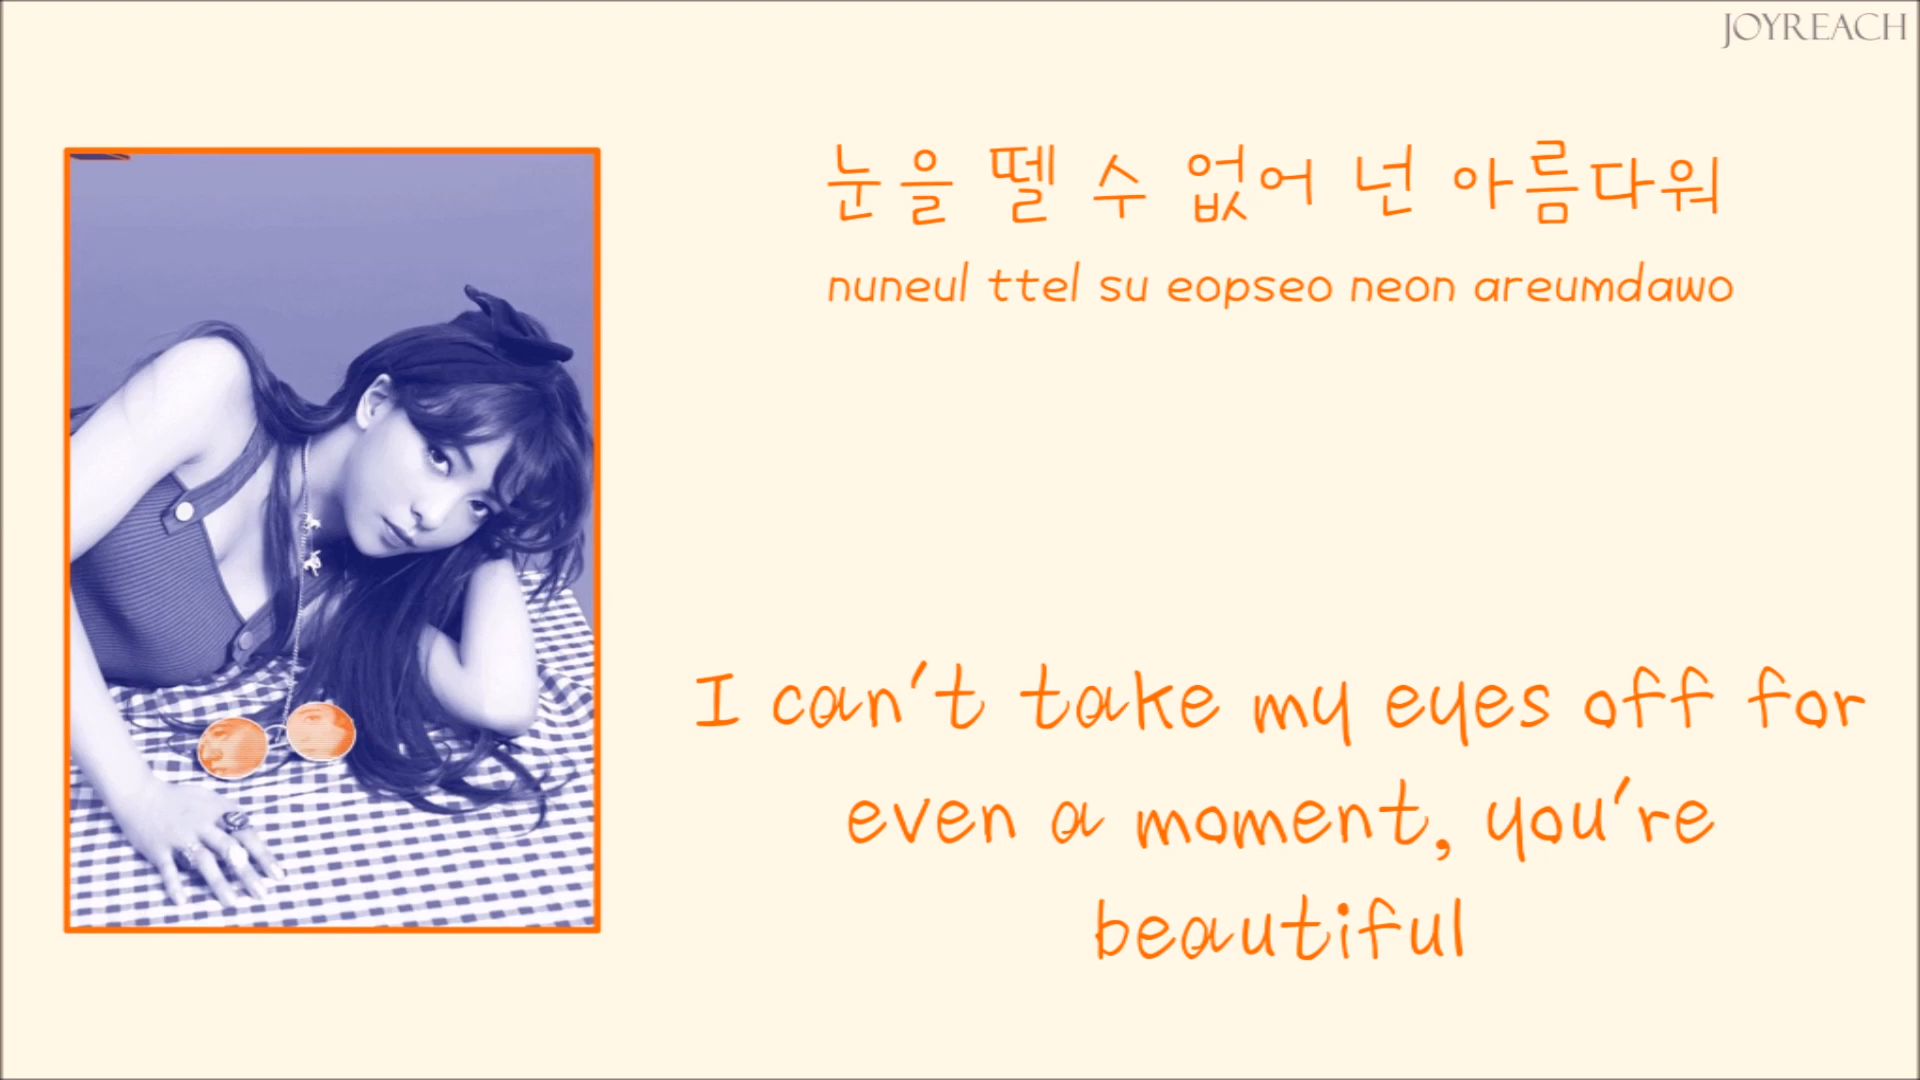 JOYREACH
눈을 뗄 수 없어 넌 아름다워
nuneul ttel su eopseo neon areumdawo
I can't take my eyes off for
even a moment, you're
beautiful